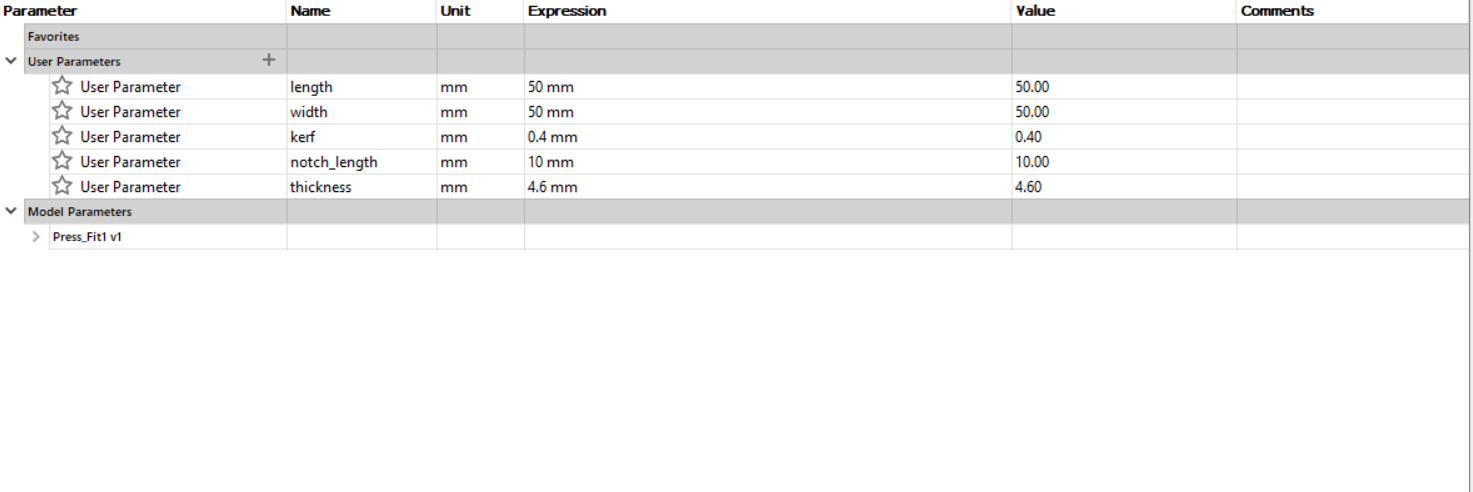 Parameter Name Unit Expression Value Comments
Favorites
User Parameters +
User Parameter length mm 50 mm 50.00
User Parameter width mm 50 mm 50.00
User Parameter kerf mm 0.4 mm 0.40
User Parameter notch_length mm 10 mm 10.00
User Parameter thickness mm 4.6 mm 4.60
Model Parameters
Press_Fit1 v1